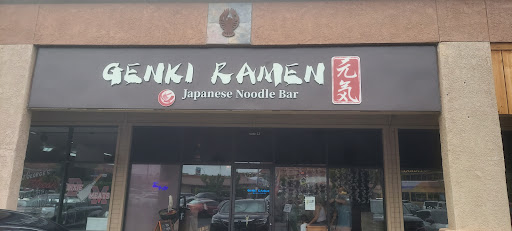 GENKI RAMEN
元気
Japanese Noodle Bar